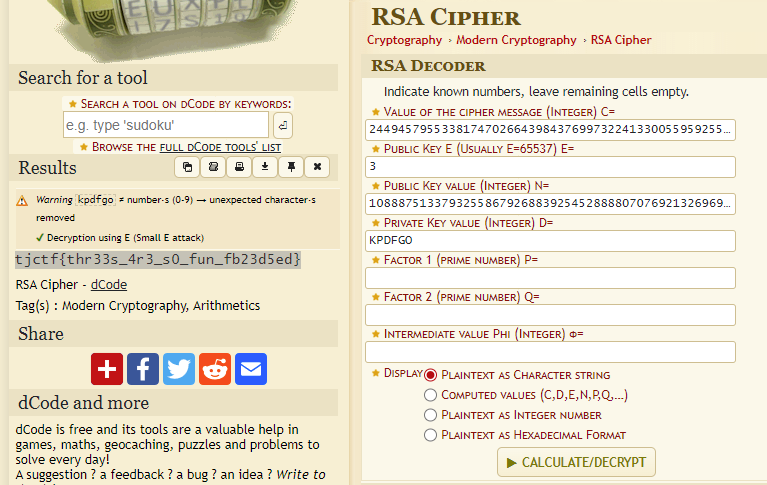 EUXPI
Search for a tool
★ Search a tool on dCode by keywords:
e.g. type 'sudoku'
★ Browse the full dCode tools' list
Results
Warning kpdfgo ≠ number·s (0-9) → unexpected character·s
removed
✓ Decryption using E (Small E attack)
tjctf{thr33s_4r3_s0_fun_fb23d5ed}
RSA Cipher - dCode
Tag(s) : Modern Cryptography, Arithmetics
Share
dCode and more
dCode is free and its tools are a valuable help in
games, maths, geocaching, puzzles and problems to
solve every day!
A suggestion ? a feedback ? a bug ? an idea ? Write to
RSA Cipher
Cryptography › Modern Cryptography › RSA Cipher
RSA Decoder
Indicate known numbers, leave remaining cells empty.
★ Value of the cipher message (Integer) C=
2449457955338174702664398437699732241330055959255…
★ Public Key E (Usually E=65537) E=
3
★ Public Key value (Integer) N=
1088875133793255867926883925452888807076921326969…
★ Private Key value (Integer) D=
KPDFGO
★ Factor 1 (prime number) P=
★ Factor 2 (prime number) Q=
★ Intermediate value Phi (Integer) Φ=
★ Display Plaintext as Character string
Computed values (C,D,E,N,P,Q,...)
Plaintext as Integer number
Plaintext as Hexadecimal Format
▶ CALCULATE/DECRYPT